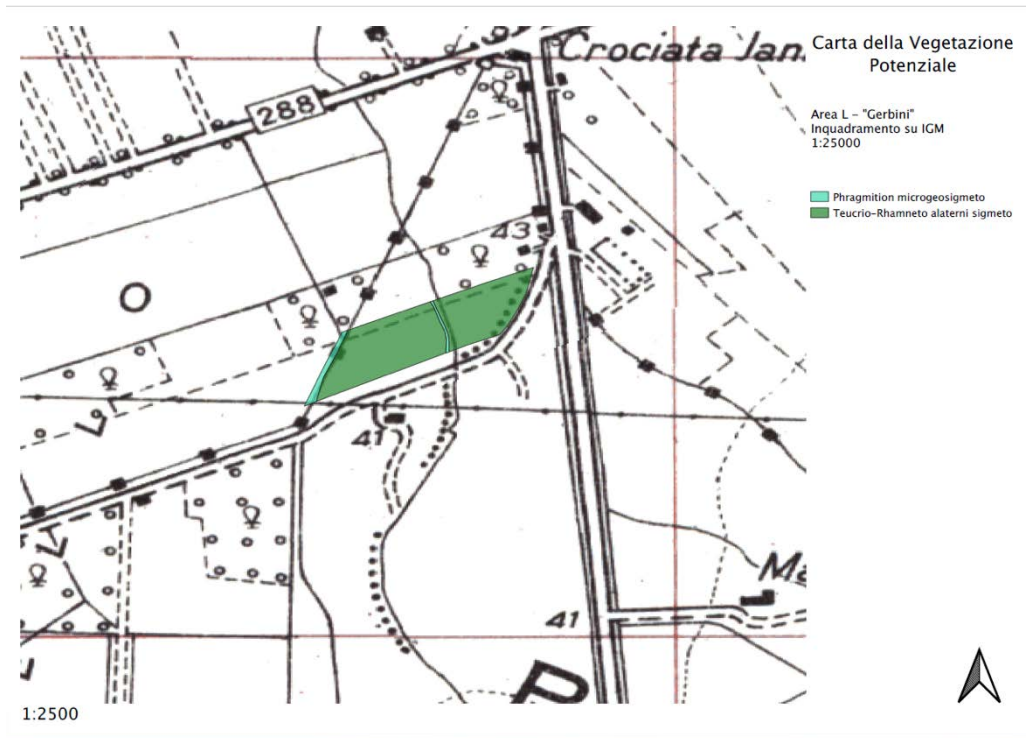 Crociata Jan.
Carta della Vegetazione
Potenziale
288
Area L - "Gerbini"
Inquadramento su IGM
1:25000
Phragmition microgeosigmeto
Teucrio-Rhamneto alaterni sigmeto
43
O
41
Ma
41
P
1:2500